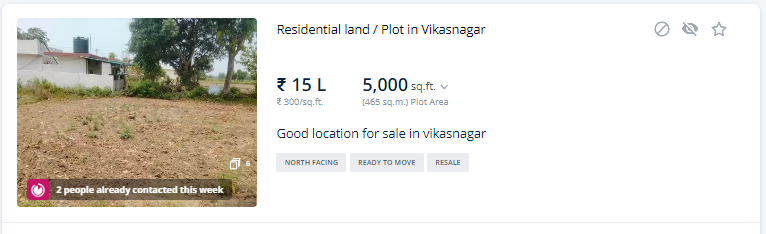 Residential land / Plot in Vikasnagar
₹ 15 L
₹ 300/sq.ft.
5,000 sq.ft.
(465 sq.m.) Plot Area
Good location for sale in vikasnagar
NORTH FACING
READY TO MOVE
RESALE
6
2 people already contacted this week